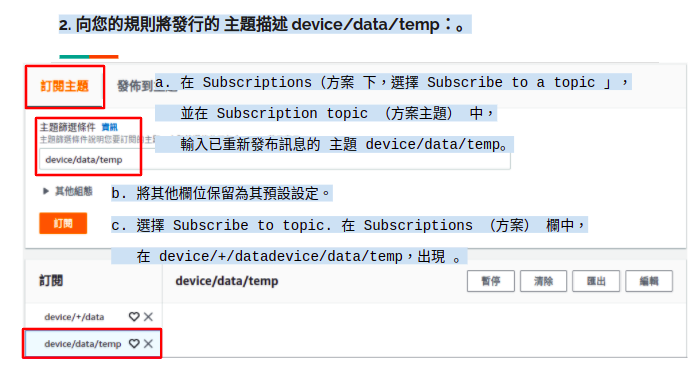 2. 向您的規則將發行的 主題描述 device/data/temp：。
訂閱主題
發佈到
a. 在 Subscriptions（方案 下，選擇 Subscribe to a topic 」，
並在 Subscription topic （方案主題） 中，
主題篩選條件 資訊
主題篩選條件說明您要訂閱的主
輸入已重新發布訊息的 主題 device/data/temp。
device/data/temp
▶ 其他組態
b. 將其他欄位保留為其預設設定。
訂閱
c. 選擇 Subscribe to topic. 在 Subscriptions （方案） 欄中，
在 device/+/datadevice/data/temp，出現 。
訂閱
device/data/temp
暫停
清除
匯出
編輯
device/+/data
device/data/temp